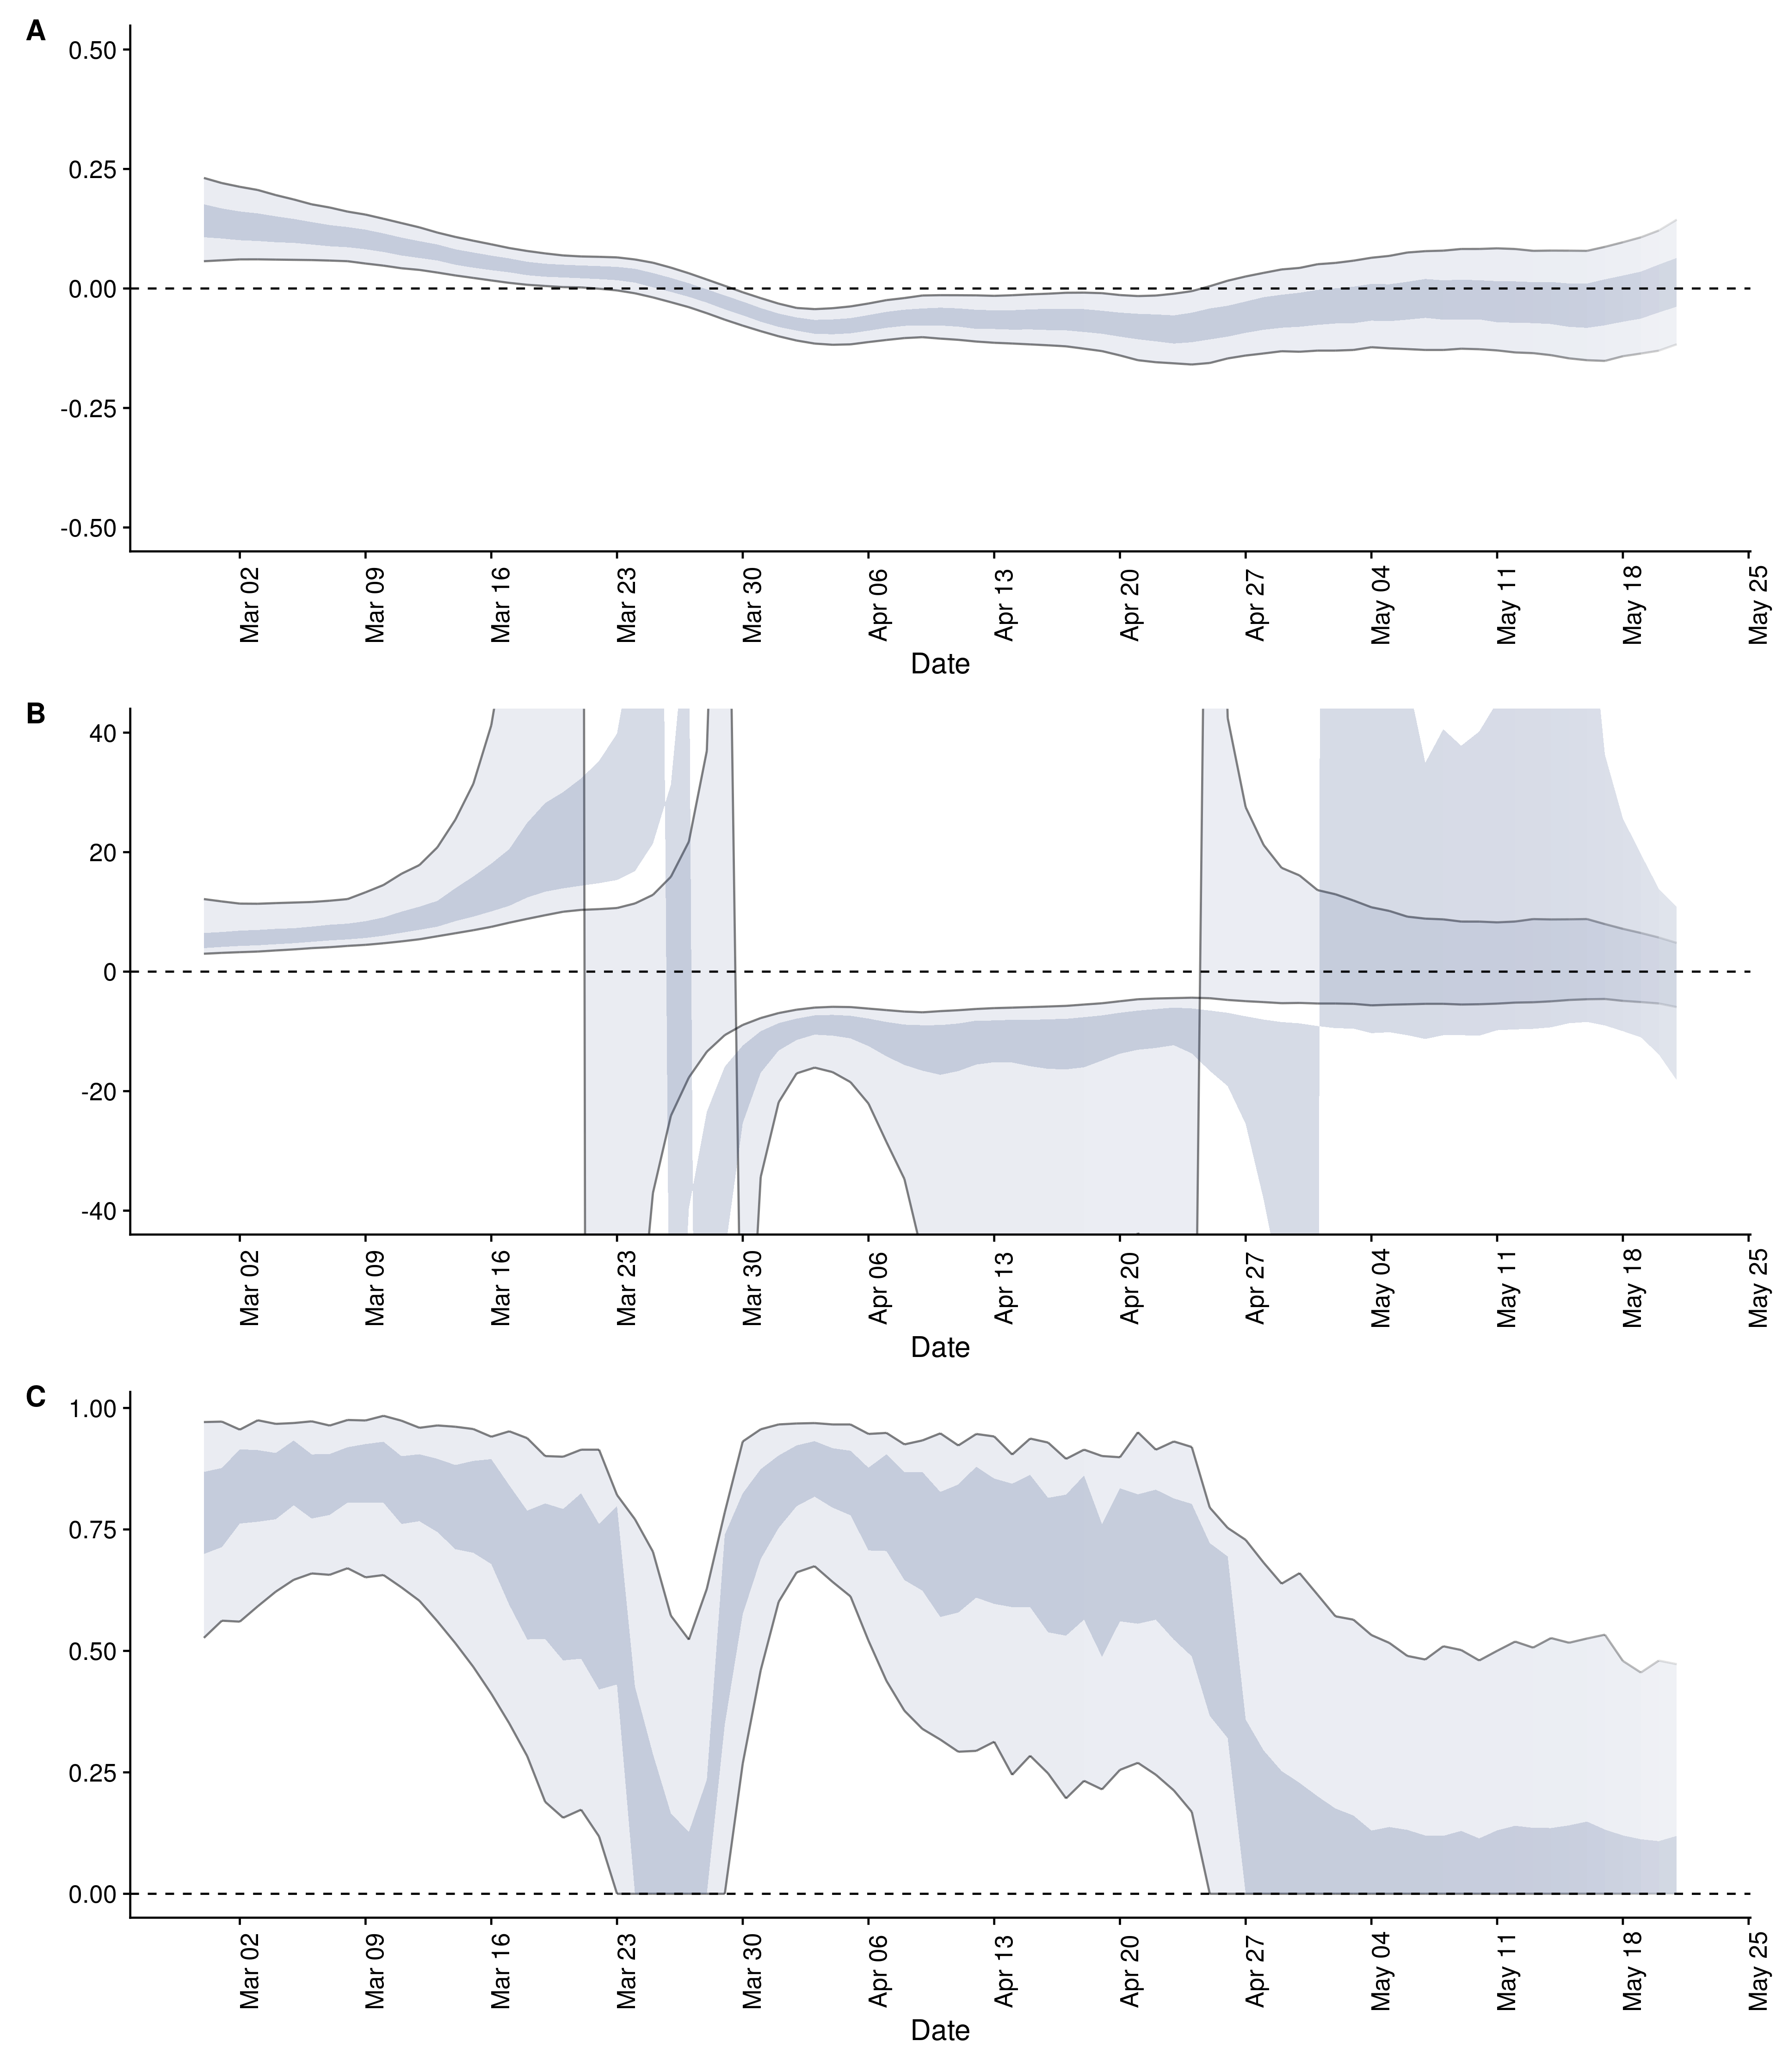 A
0.50
0.25
0.00
-0.25
-0.50
Mar 02
Mar 09
Mar 16
Mar 23
Mar 30
Apr 06
Apr 13
Apr 20
Apr 27
May 04
May 11
May 18
May 25
Date
B
40
20
0
-20
-40
Mar 02
Mar 09
Mar 16
Mar 23
Mar 30
Apr 06
Apr 13
Apr 20
Apr 27
May 04
May 11
May 18
May 25
Date
C
1.00
0.75
0.50
0.25
0.00
Mar 02
Mar 09
Mar 16
Mar 23
Mar 30
Apr 06
Apr 13
Apr 20
Apr 27
May 04
May 11
May 18
May 25
Date